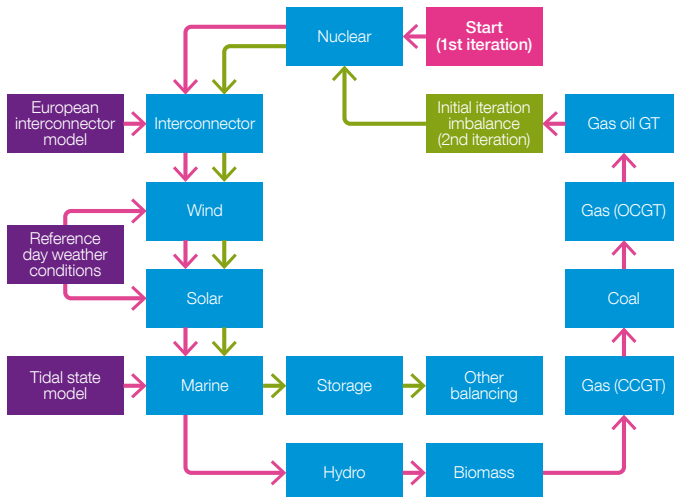 Nuclear
Start
(1st iteration)
European
interconnector
model
Interconnector
Initial iteration
imbalance
(2nd iteration)
Gas oil GT
Wind
Gas (OCGT)
Reference
day weather
conditions
Solar
Coal
Tidal state
model
Marine
Storage
Other
balancing
Gas (CCGT)
Hydro
Biomass